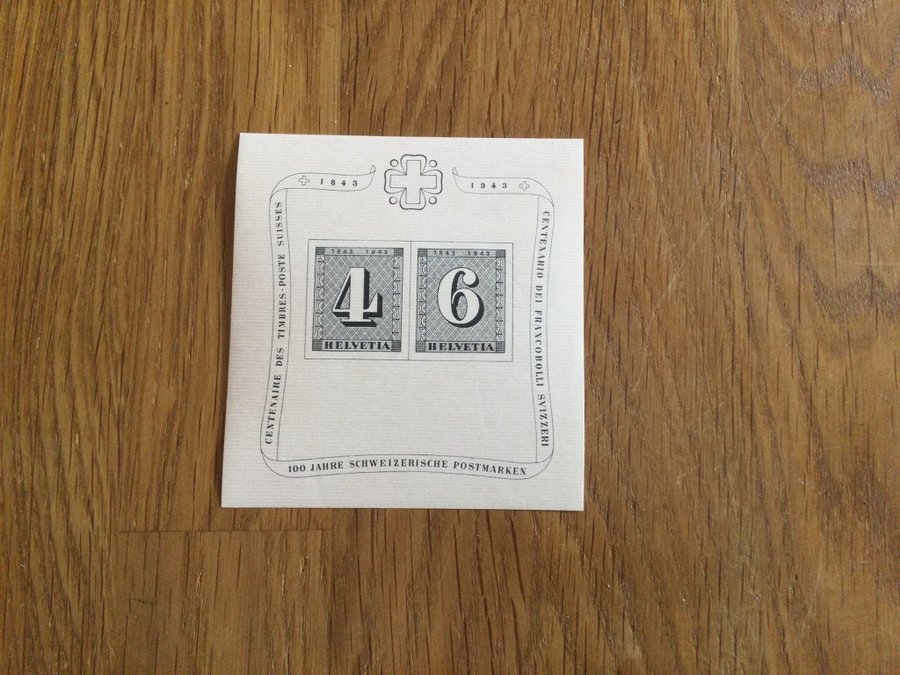 1843
1943
CENTENAIRE DES TIMBRES-POSTE SUISSES
1843 1943
4
HELVETIA
1843 1943
6
HELVETIA
CENTENARIO DEI FRANCOBOLLI SVIZZERI
100 JAHRE SCHWEIZERISCHE POSTMARKEN